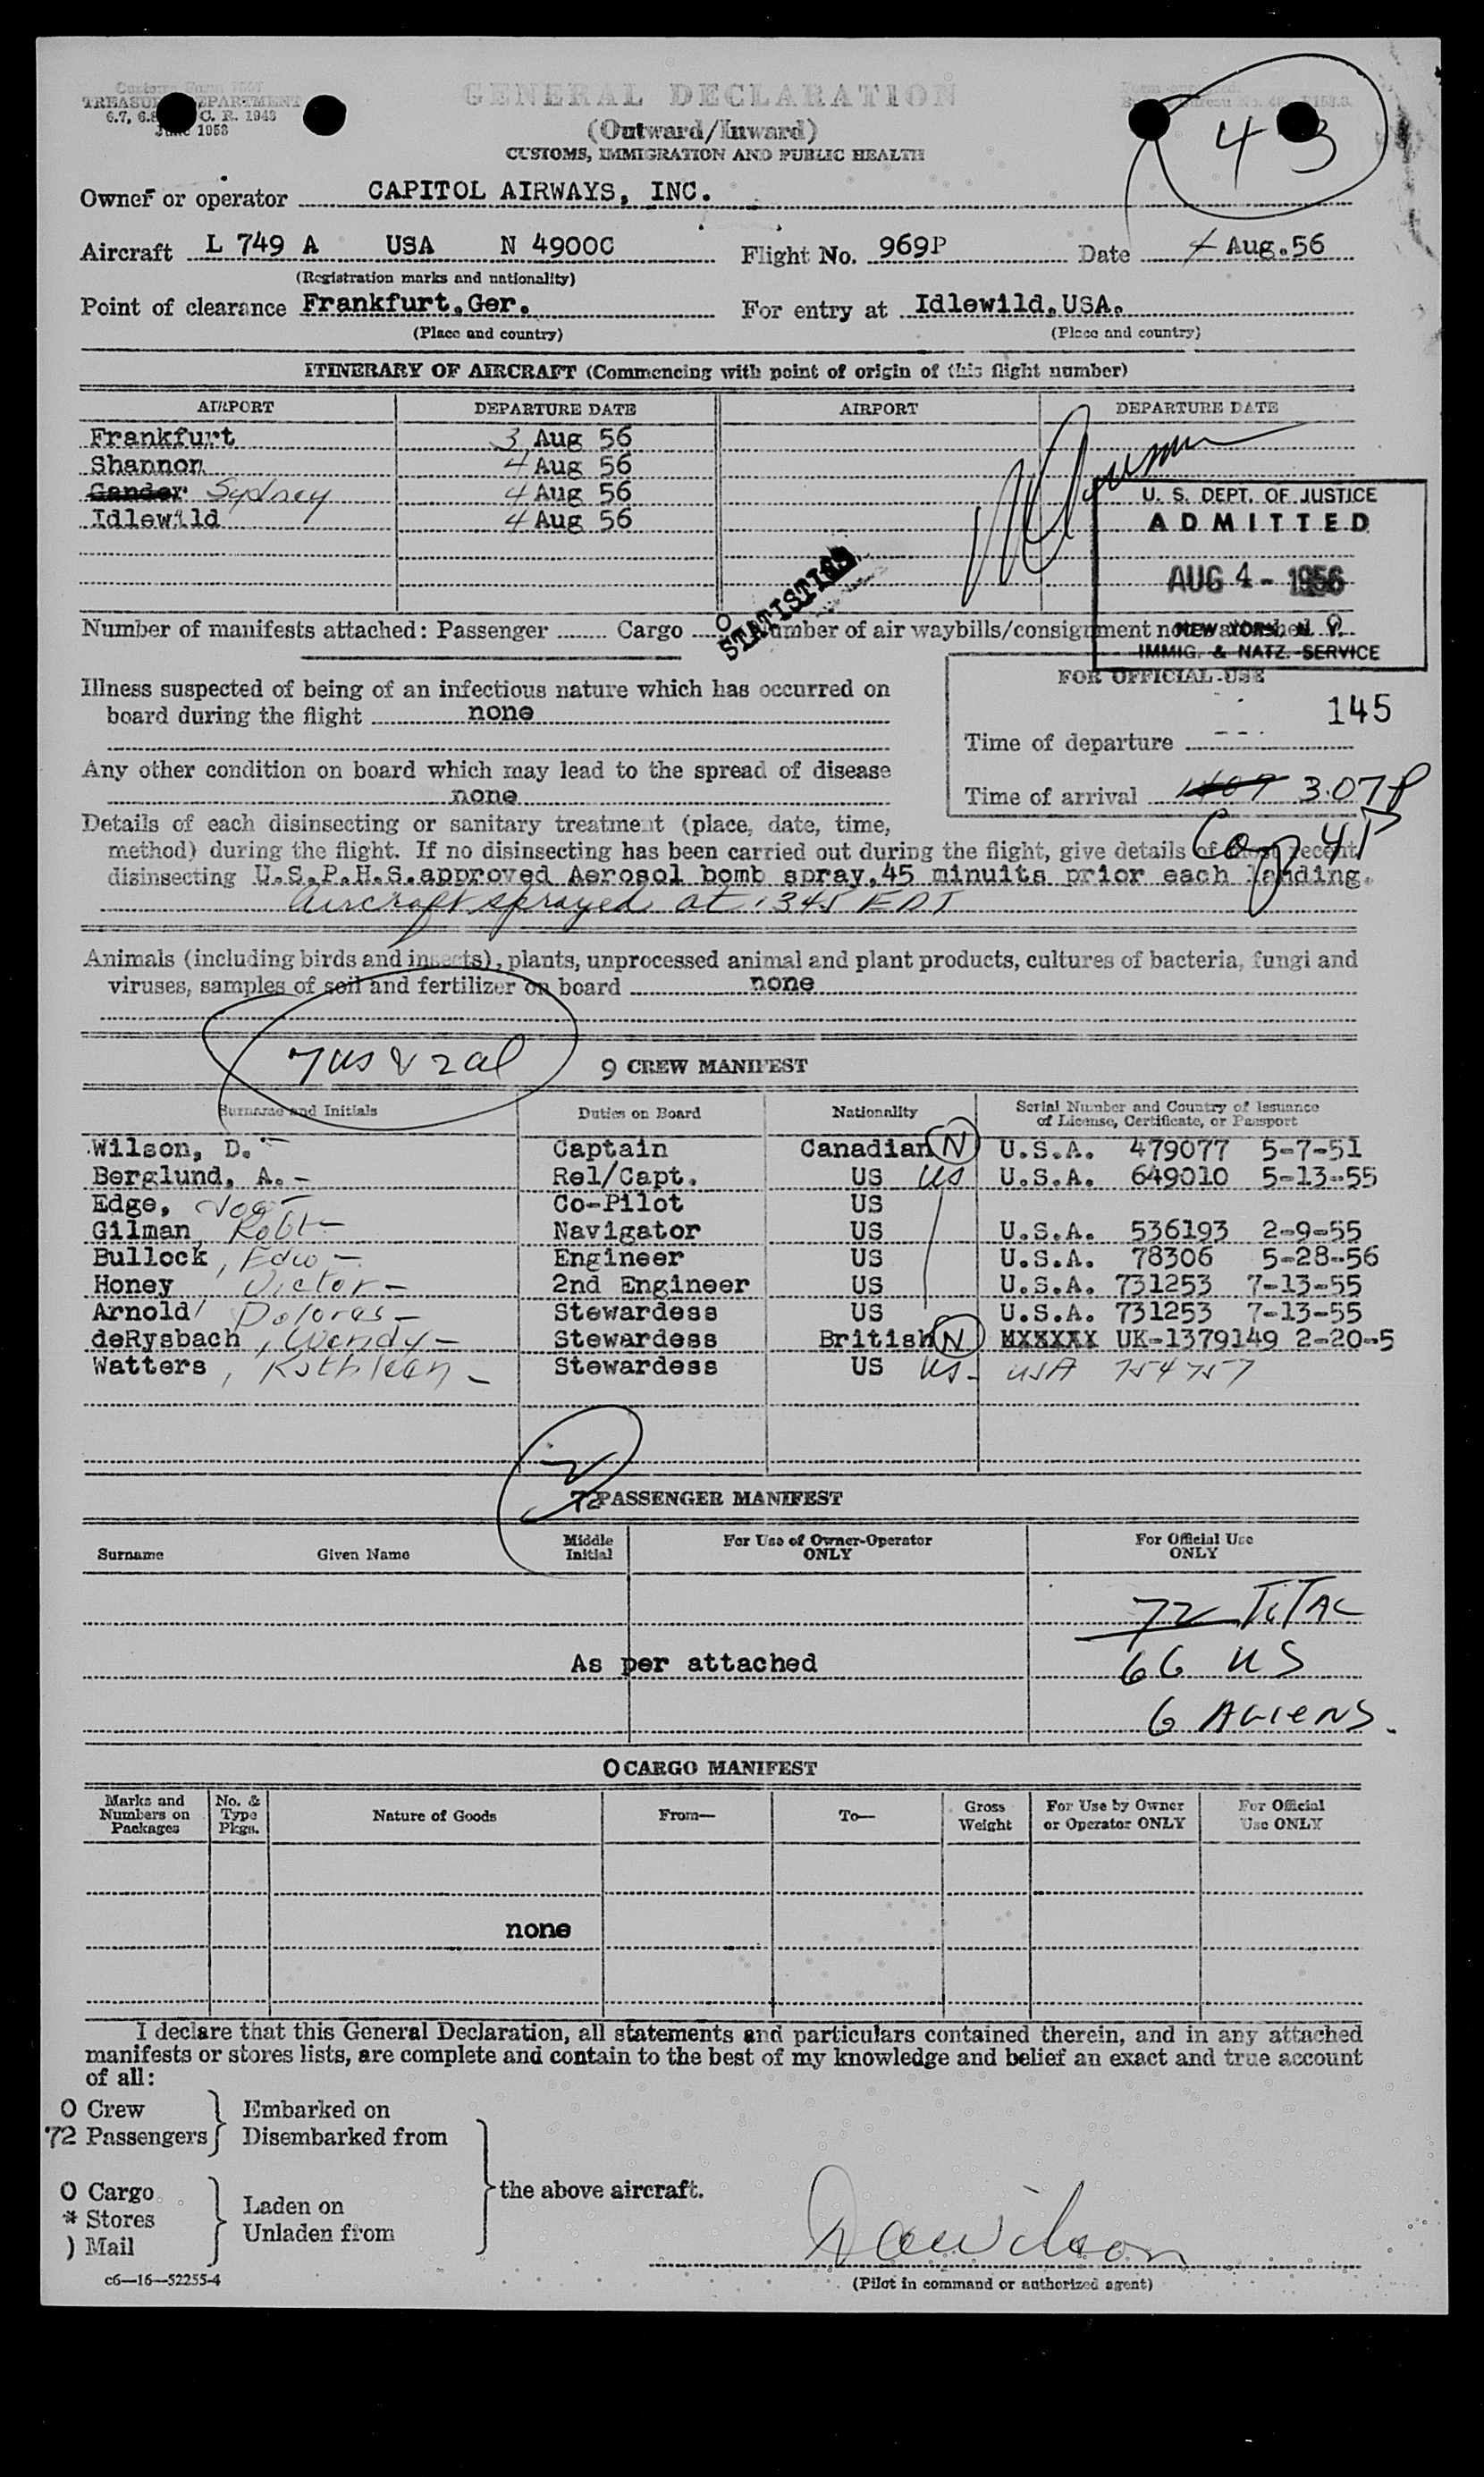 TREASURY DEPARTMENT
C. R. 1943
June 1953
GENERAL DECLARATION
(Outward/Inward)
CUSTOMS, IMMIGRATION AND PUBLIC HEALTH
43
Owner or operator CAPITOL AIRWAYS, INC.
Aircraft L 749 A USA N 4900C Flight No. 969P Date 4 Aug.56
(Registration marks and nationality)
Point of clearance Frankfurt.Ger. For entry at Idlewild.USA.
(Place and country) (Place and country)
ITINERARY OF AIRCRAFT (Commencing with point of origin of this flight number)
AIRPORT DEPARTURE DATE AIRPORT DEPARTURE DATE
Frankfurt 3 Aug 56
Shannon 4 Aug 56
Gander Sydney 4 Aug 56
Idlewild 4 Aug 56
U. S. DEPT. OF JUSTICE
ADMITTED
AUG 4 - 1956
NEW YORK, N. Y.
IMMIG. & NATZ. SERVICE
STATISTICS
Number of manifests attached: Passenger Cargo 0 Number of air waybills/consignment notes attached 0
Illness suspected of being of an infectious nature which has occurred on
board during the flight none
FOR OFFICIAL USE
145
Time of departure ---
Any other condition on board which may lead to the spread of disease
none
Time of arrival 1407 3.07P
Details of each disinsecting or sanitary treatment (place, date, time,
method) during the flight. If no disinsecting has been carried out during the flight, give details of most recent
disinsecting U.S.P.H.S.approved Aerosol bomb spray.45 minuits prior each landing.
Aircraft sprayed at 1345 EDT
Animals (including birds and insects), plants, unprocessed animal and plant products, cultures of bacteria, fungi and
viruses, samples of soil and fertilizer on board none
7 us & 2 al
9 CREW MANIFEST
Surname and Initials Duties on Board Nationality Serial Number and Country of Issuance
of License, Certificate, or Passport
Wilson, D. Captain Canadian N U.S.A. 479077 5-7-51
Berglund, A. - Rel/Capt. US US U.S.A. 649010 5-13-55
Edge, Joe - Co-Pilot US
Gilman, Robt - Navigator US U.S.A. 536193 2-9-55
Bullock, Edw - Engineer US U.S.A. 78306 5-28-56
Honey Victor - 2nd Engineer US U.S.A. 731253 7-13-55
Arnold Dolores - Stewardess US U.S.A. 731253 7-13-55
deRysbach, Wendy - Stewardess British N UK-1379149 2-20-5
Watters, Kathleen - Stewardess US US - USA 754757
72 PASSENGER MANIFEST
Surname Given Name Middle Initial For Use of Owner-Operator ONLY For Official Use ONLY
72 TOTAL
As per attached 66 US
6 ALIENS.
0 CARGO MANIFEST
Marks and Numbers on Packages No. & Type Pkgs. Nature of Goods From— To— Gross Weight For Use by Owner or Operator ONLY For Official Use ONLY
none
I declare that this General Declaration, all statements and particulars contained therein, and in any attached
manifests or stores lists, are complete and contain to the best of my knowledge and belief an exact and true account
of all:
0 Crew Embarked on
72 Passengers Disembarked from
the above aircraft.
0 Cargo Laden on
* Stores Unladen from
) Mail
DaWilson
c6—16—52255-4 (Pilot in command or authorized agent)